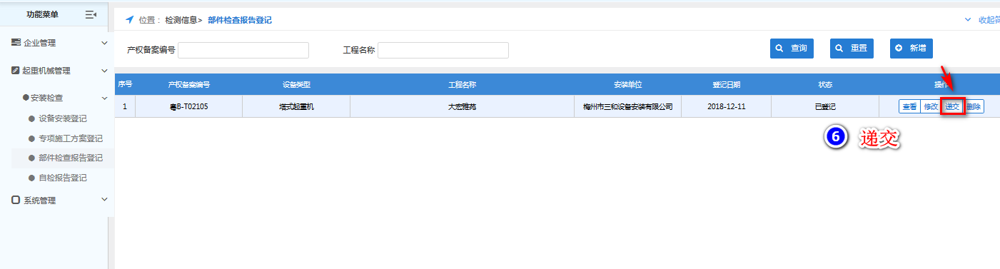 功能菜单
位置： 检测信息> 部件检查报告登记
收起筛
企业管理
产权备案编号
工程名称
查询
重置
新增
起重机械管理
安装检查
设备安装登记
专项施工方案登记
部件检查报告登记
自检报告登记
系统管理
序号 产权备案编号 设备类型 工程名称 安装单位 登记日期 状态 操作
1 粤B-T02105 塔式起重机 大宏雅苑 梅州市三和设备安装有限公司 2018-12-11 已登记 查看 修改 递交 删除
6 递交